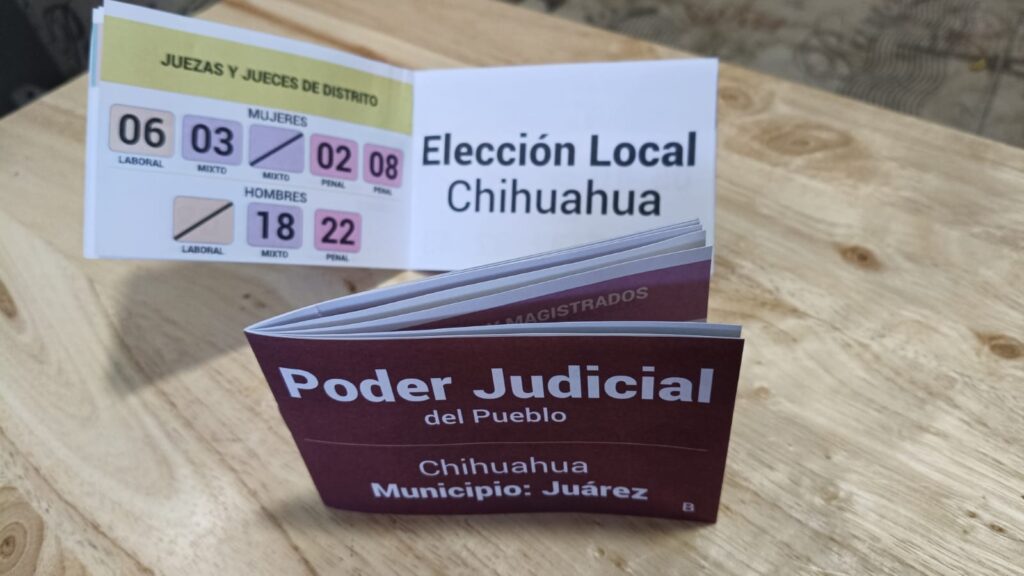 JUEZAS Y JUECES DE DISTRITO
MUJERES
06 03 02 08
LABORAL MIXTO MIXTO PENAL PENAL
HOMBRES
18 22
LABORAL MIXTO PENAL
Elección Local
Chihuahua
Y MAGISTRADOS
Poder Judicial
del Pueblo
Chihuahua
Municipio: Juárez
B